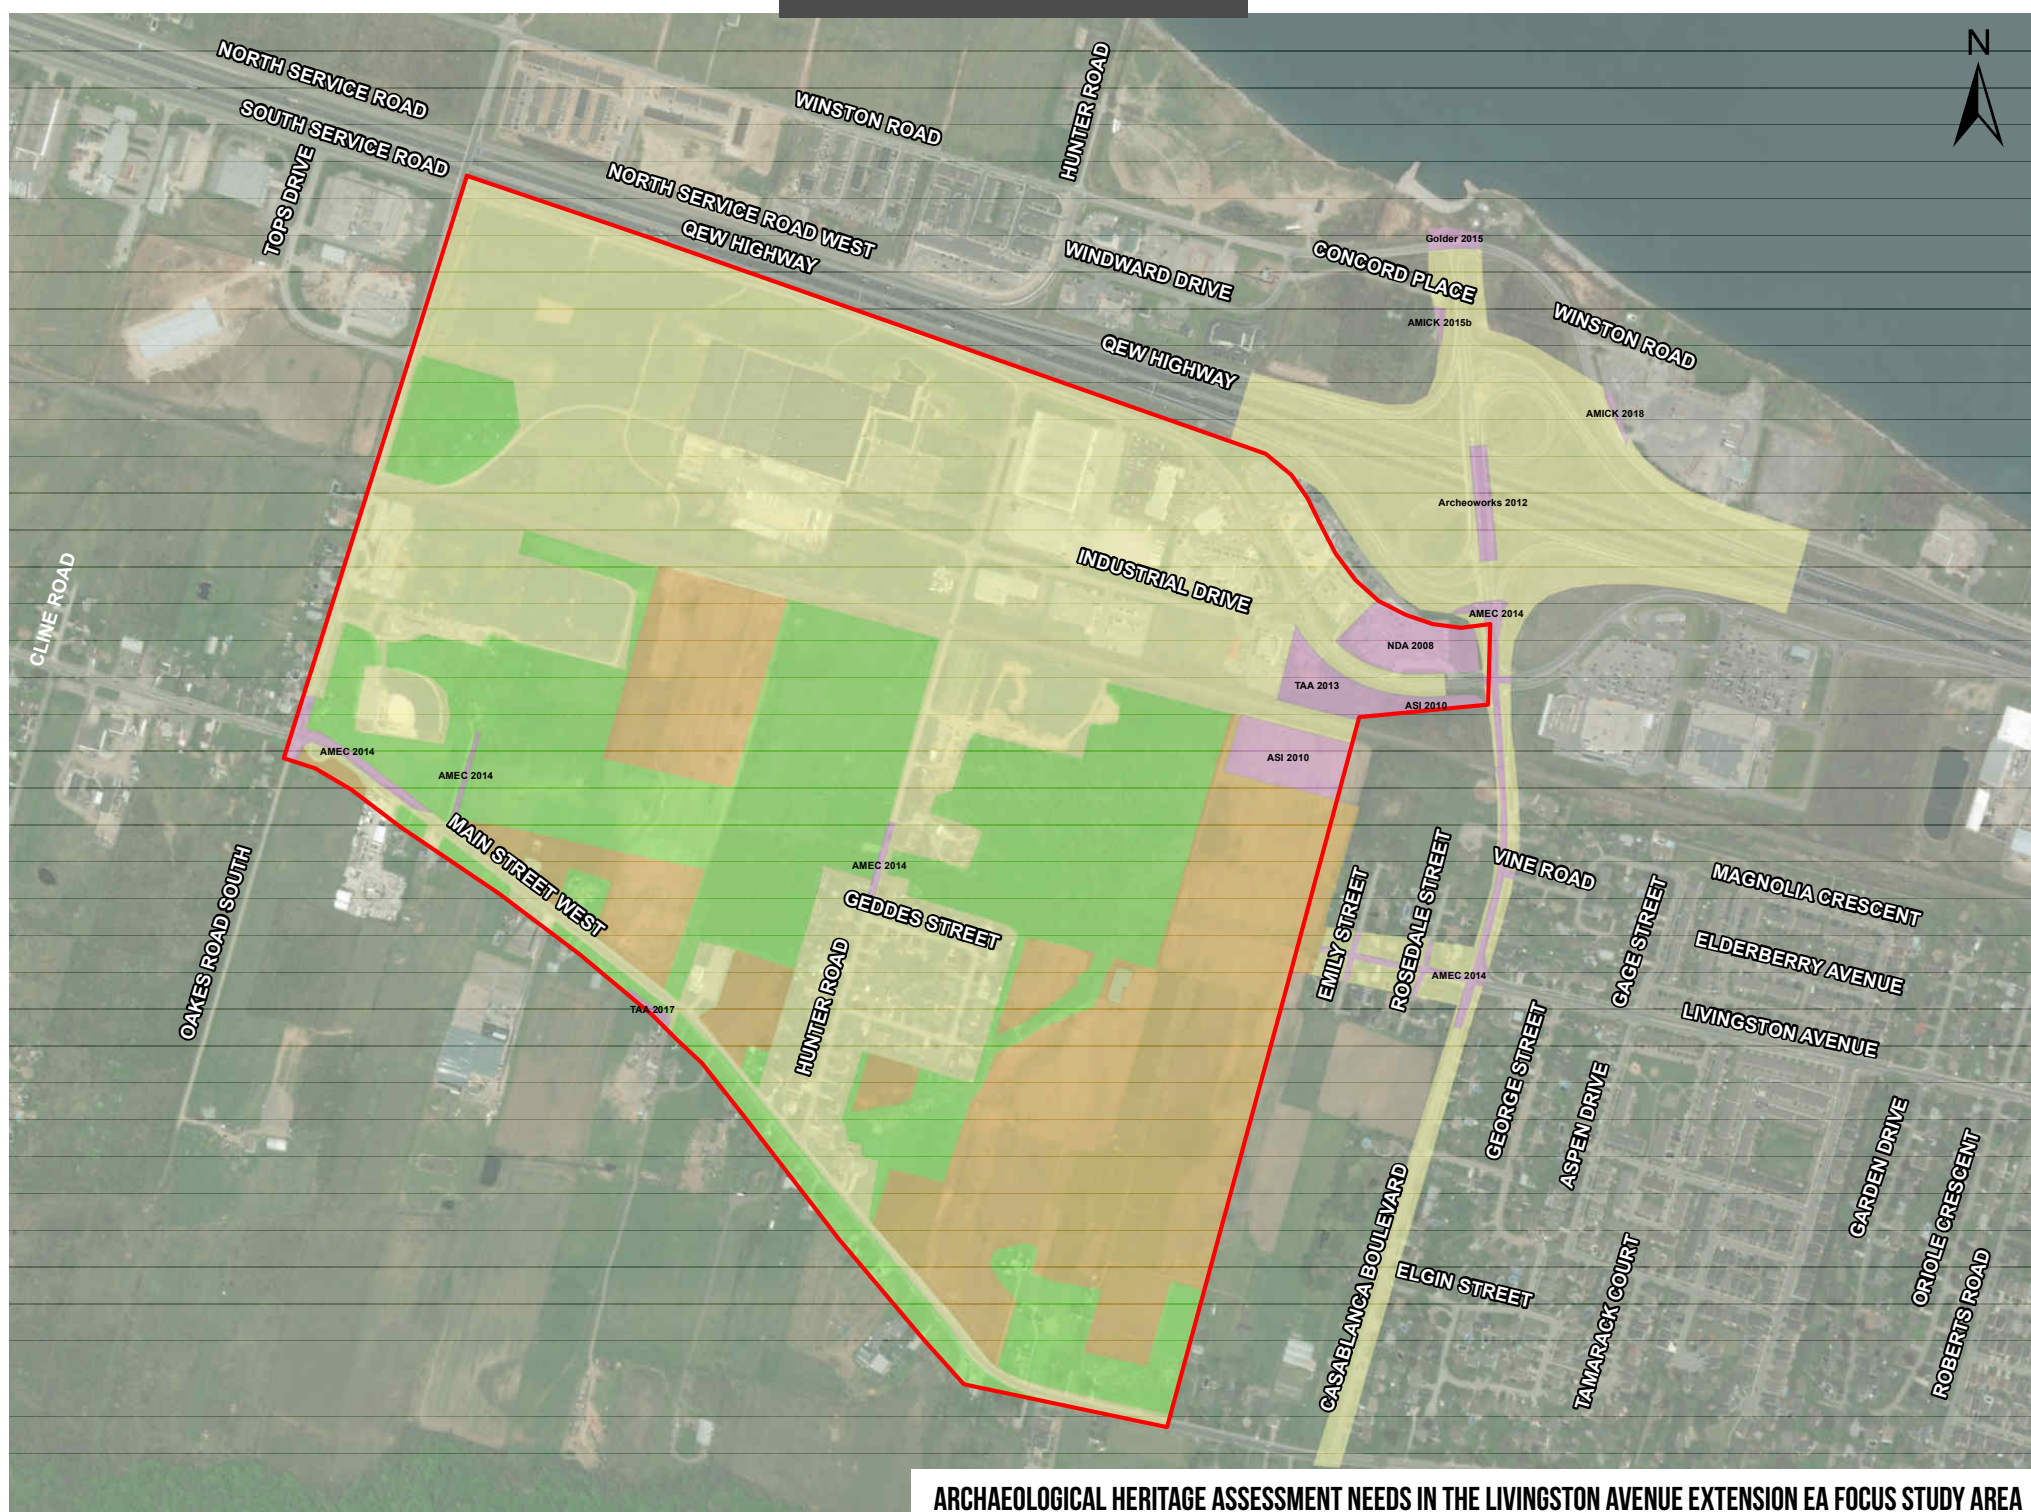 N
NORTH SERVICE ROAD
SOUTH SERVICE ROAD
TOPS DRIVE
WINSTON ROAD
HUNTER ROAD
NORTH SERVICE ROAD WEST
QEW HIGHWAY
WINDWARD DRIVE
Golder 2015
CONCORD PLACE
AMICK 2015b
WINSTON ROAD
QEW HIGHWAY
AMICK 2018
Archeoworks 2012
INDUSTRIAL DRIVE
CLINE ROAD
AMEC 2014
NDA 2008
TAA 2013
ASI 2010
ASI 2010
AMEC 2014
AMEC 2014
MAIN STREET WEST
AMEC 2014
GEDDES STREET
HUNTER ROAD
OAKES ROAD SOUTH
TAA 2017
EMILY STREET
ROSEDALE STREET
VINE ROAD
GAGE STREET
MAGNOLIA CRESCENT
ELDERBERRY AVENUE
AMEC 2014
LIVINGSTON AVENUE
GEORGE STREET
ASPEN DRIVE
GARDEN DRIVE
ORIOLE CRESCENT
CASABLANCA BOULEVARD
ELGIN STREET
TAMARACK COURT
ROBERTS ROAD
ARCHAEOLOGICAL HERITAGE ASSESSMENT NEEDS IN THE LIVINGSTON AVENUE EXTENSION EA FOCUS STUDY AREA